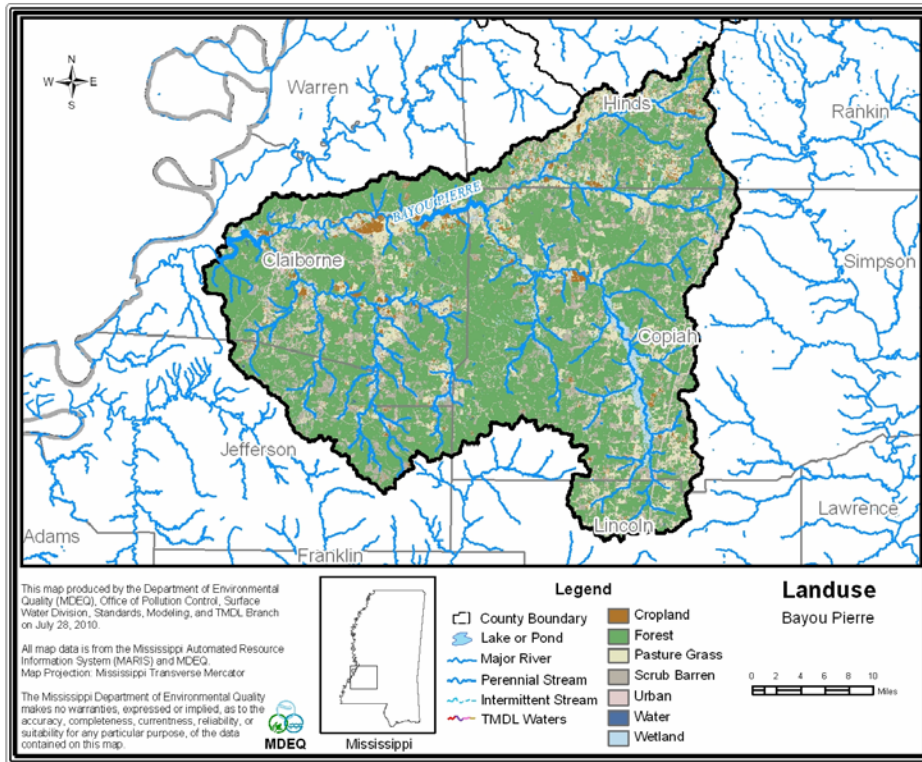 N
W E
S
Warren
Hinds
Rankin
BAYOU PIERRE
Claiborne
Simpson
Copiah
Jefferson
Lawrence
Lincoln
Adams
Franklin
This map produced by the Department of Environmental
Quality (MDEQ), Office of Pollution Control, Surface
Water Division, Standards, Modeling, and TMDL Branch
on July 28, 2010.
All map data is from the Mississippi Automated Resource
Information System (MARIS) and MDEQ.
Map Projection: Mississippi Transverse Mercator
The Mississippi Department of Environmental Quality
makes no warranties, expressed or implied, as to the
accuracy, completeness, currentness, reliability, or
suitability for any particular purpose, of the data
contained on this map.
MDEQ
Mississippi
Legend
County Boundary
Lake or Pond
Major River
Perennial Stream
Intermittent Stream
TMDL Waters
Cropland
Forest
Pasture Grass
Scrub Barren
Urban
Water
Wetland
Landuse
Bayou Pierre
0 2 4 6 8 10
Miles